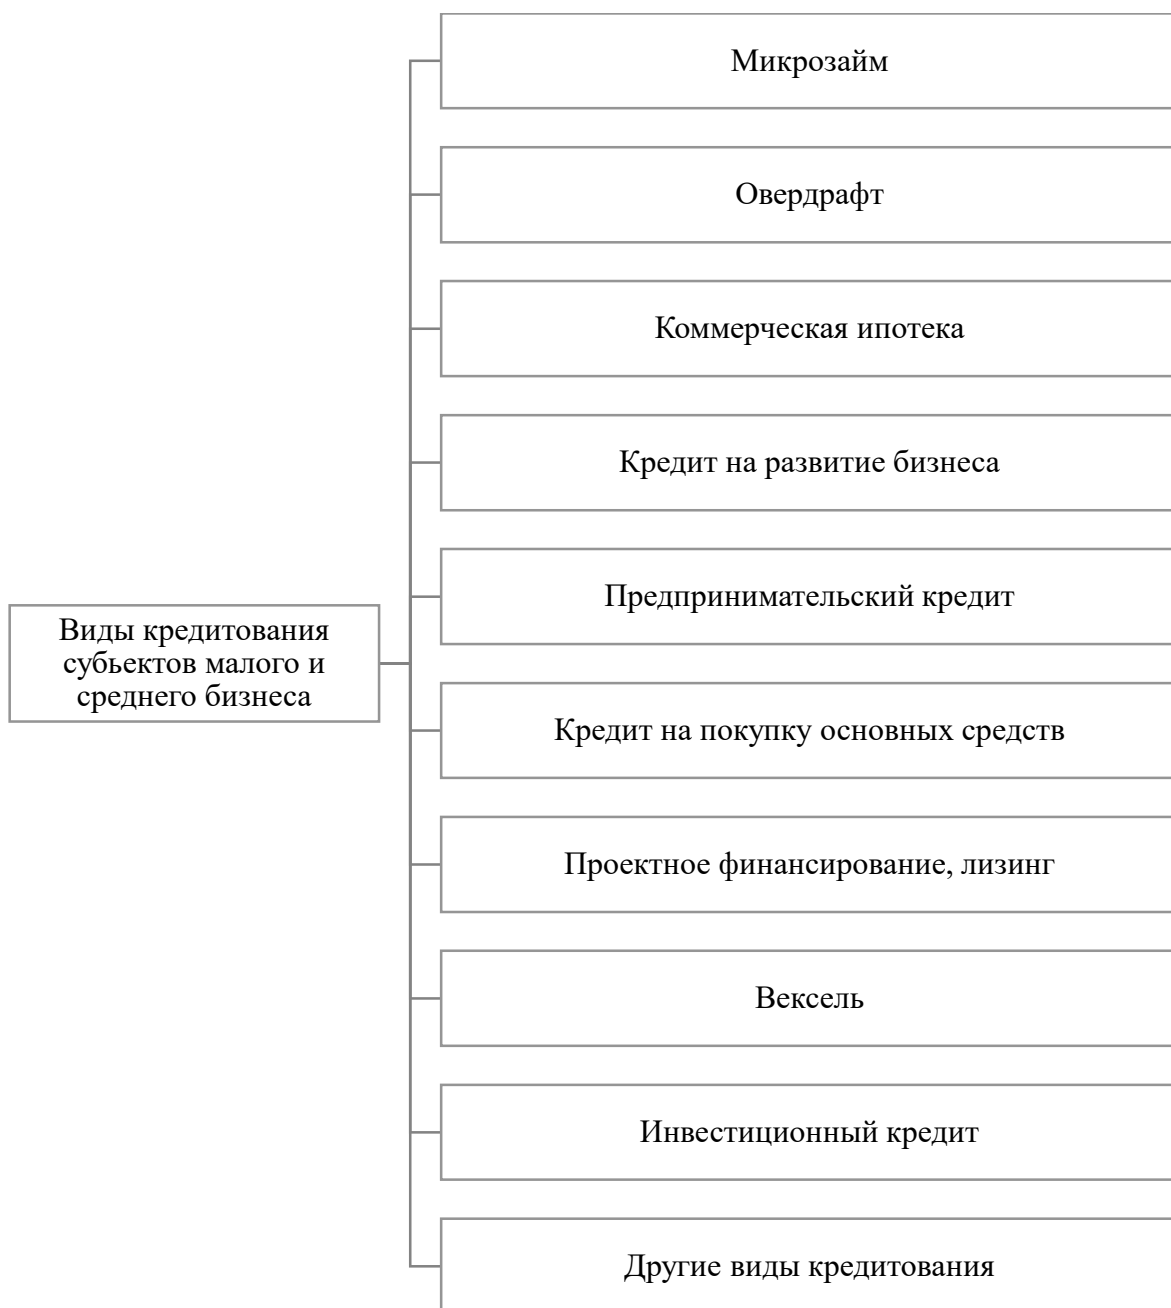 Микрозайм
Овердрафт
Коммерческая ипотека
Кредит на развитие бизнеса
Предпринимательский кредит
Виды кредитования
субьектов малого и
среднего бизнеса
Кредит на покупку основных средств
Проектное финансирование, лизинг
Вексель
Инвестиционный кредит
Другие виды кредитования